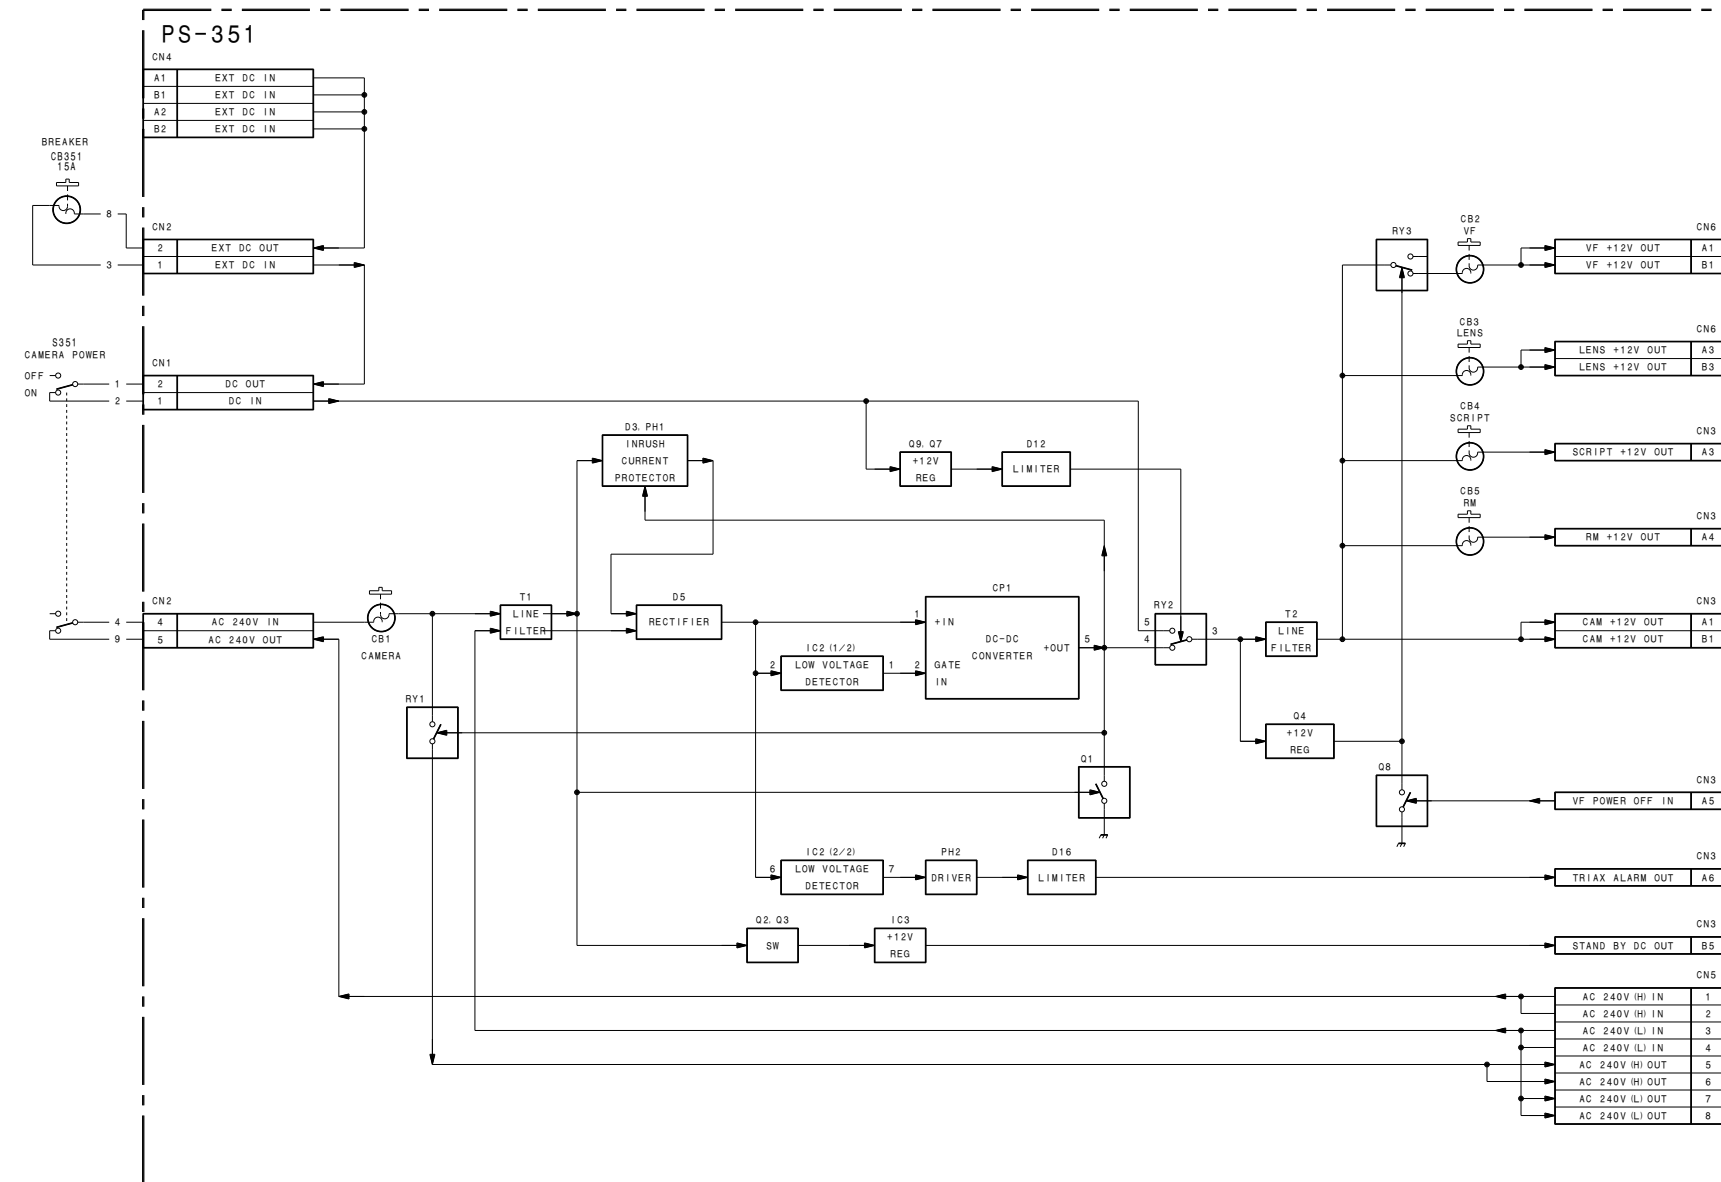 PS-351
CN4
A1 EXT DC IN
B1 EXT DC IN
A2 EXT DC IN
B2 EXT DC IN
BREAKER
CB351
15A
8
3
CN2
2 EXT DC OUT
1 EXT DC IN
S351
CAMERA POWER
OFF
ON
1
2
CN1
2 DC OUT
1 DC IN
CN2
4 4 AC 240V IN
9 5 AC 240V OUT
CB1
CAMERA
RY1
T1
LINE
FILTER
D3. PH1
INRUSH
CURRENT
PROTECTOR
D5
RECTIFIER
IC2 (1/2)
2 LOW VOLTAGE 1
DETECTOR
CP1
1 +IN
DC-DC
CONVERTER
+OUT 5
2 GATE
IN
Q9. Q7
+12V
REG
D12
LIMITER
RY2
5
4
3
T2
LINE
FILTER
Q4
+12V
REG
Q1
Q8
IC2 (2/2)
6 LOW VOLTAGE 7
DETECTOR
PH2
DRIVER
D16
LIMITER
Q2. Q3
SW
IC3
+12V
REG
RY3
CB2
VF
CN6
VF +12V OUT A1
VF +12V OUT B1
CB3
LENS
CN6
LENS +12V OUT A3
LENS +12V OUT B3
CB4
SCRIPT
CN3
SCRIPT +12V OUT A3
CB5
RM
CN3
RM +12V OUT A4
CN3
CAM +12V OUT A1
CAM +12V OUT B1
CN3
VF POWER OFF IN A5
CN3
TRIAX ALARM OUT A6
CN3
STAND BY DC OUT B5
CN5
AC 240V (H) IN 1
AC 240V (H) IN 2
AC 240V (L) IN 3
AC 240V (L) IN 4
AC 240V (H) OUT 5
AC 240V (H) OUT 6
AC 240V (L) OUT 7
AC 240V (L) OUT 8